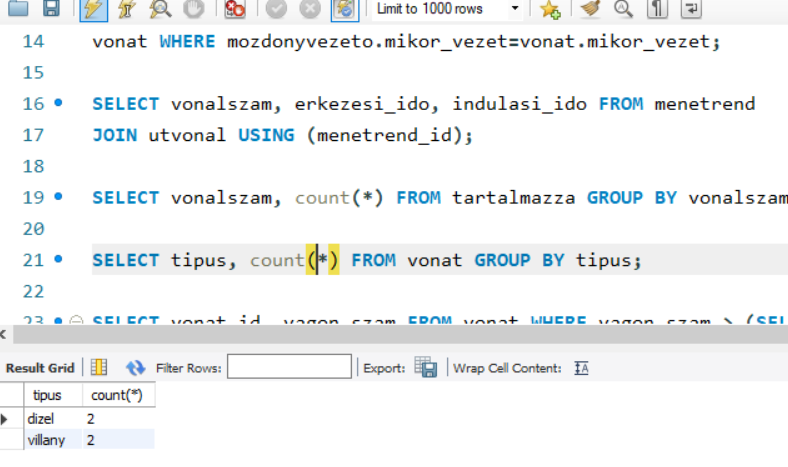 Limit to 1000 rows
14 vonat WHERE mozdonyvezeto.mikor_vezet=vonat.mikor_vezet;
15
16 SELECT vonalszam, erkezesi_ido, indulasi_ido FROM menetrend
17 JOIN utvonal USING (menetrend_id);
18
19 SELECT vonalszam, count(*) FROM tartalmazza GROUP BY vonalszam
20
21 SELECT tipus, count(*) FROM vonat GROUP BY tipus;
22
23 SELECT vonat_id, vagon_szam FROM vonat WHERE vagon_szam > (SEL
Result Grid Filter Rows: Export: Wrap Cell Content: IA
tipus count(*)
dizel 2
villany 2